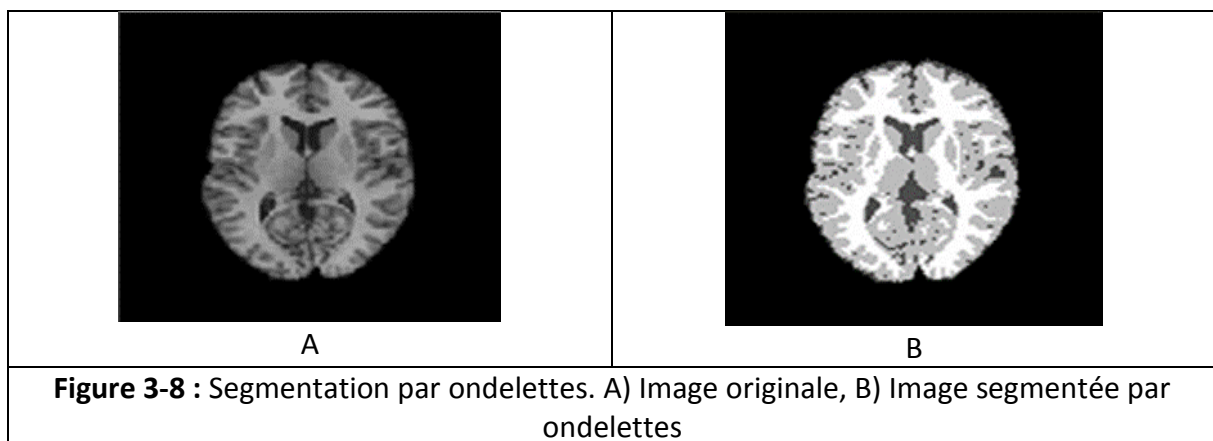 A
B
Figure 3-8 : Segmentation par ondelettes. A) Image originale, B) Image segmentée par
ondelettes